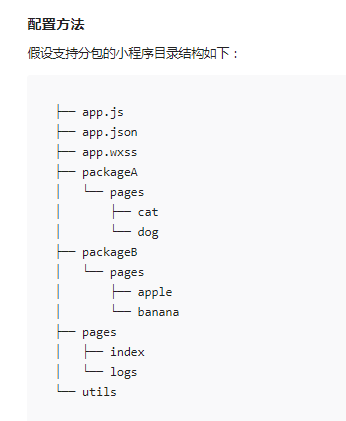 配置方法
假设支持分包的小程序目录结构如下：
├── app.js
├── app.json
├── app.wxss
├── packageA
│   └── pages
│       ├── cat
│       └── dog
├── packageB
│   └── pages
│       ├── apple
│       └── banana
├── pages
│   ├── index
│   └── logs
└── utils